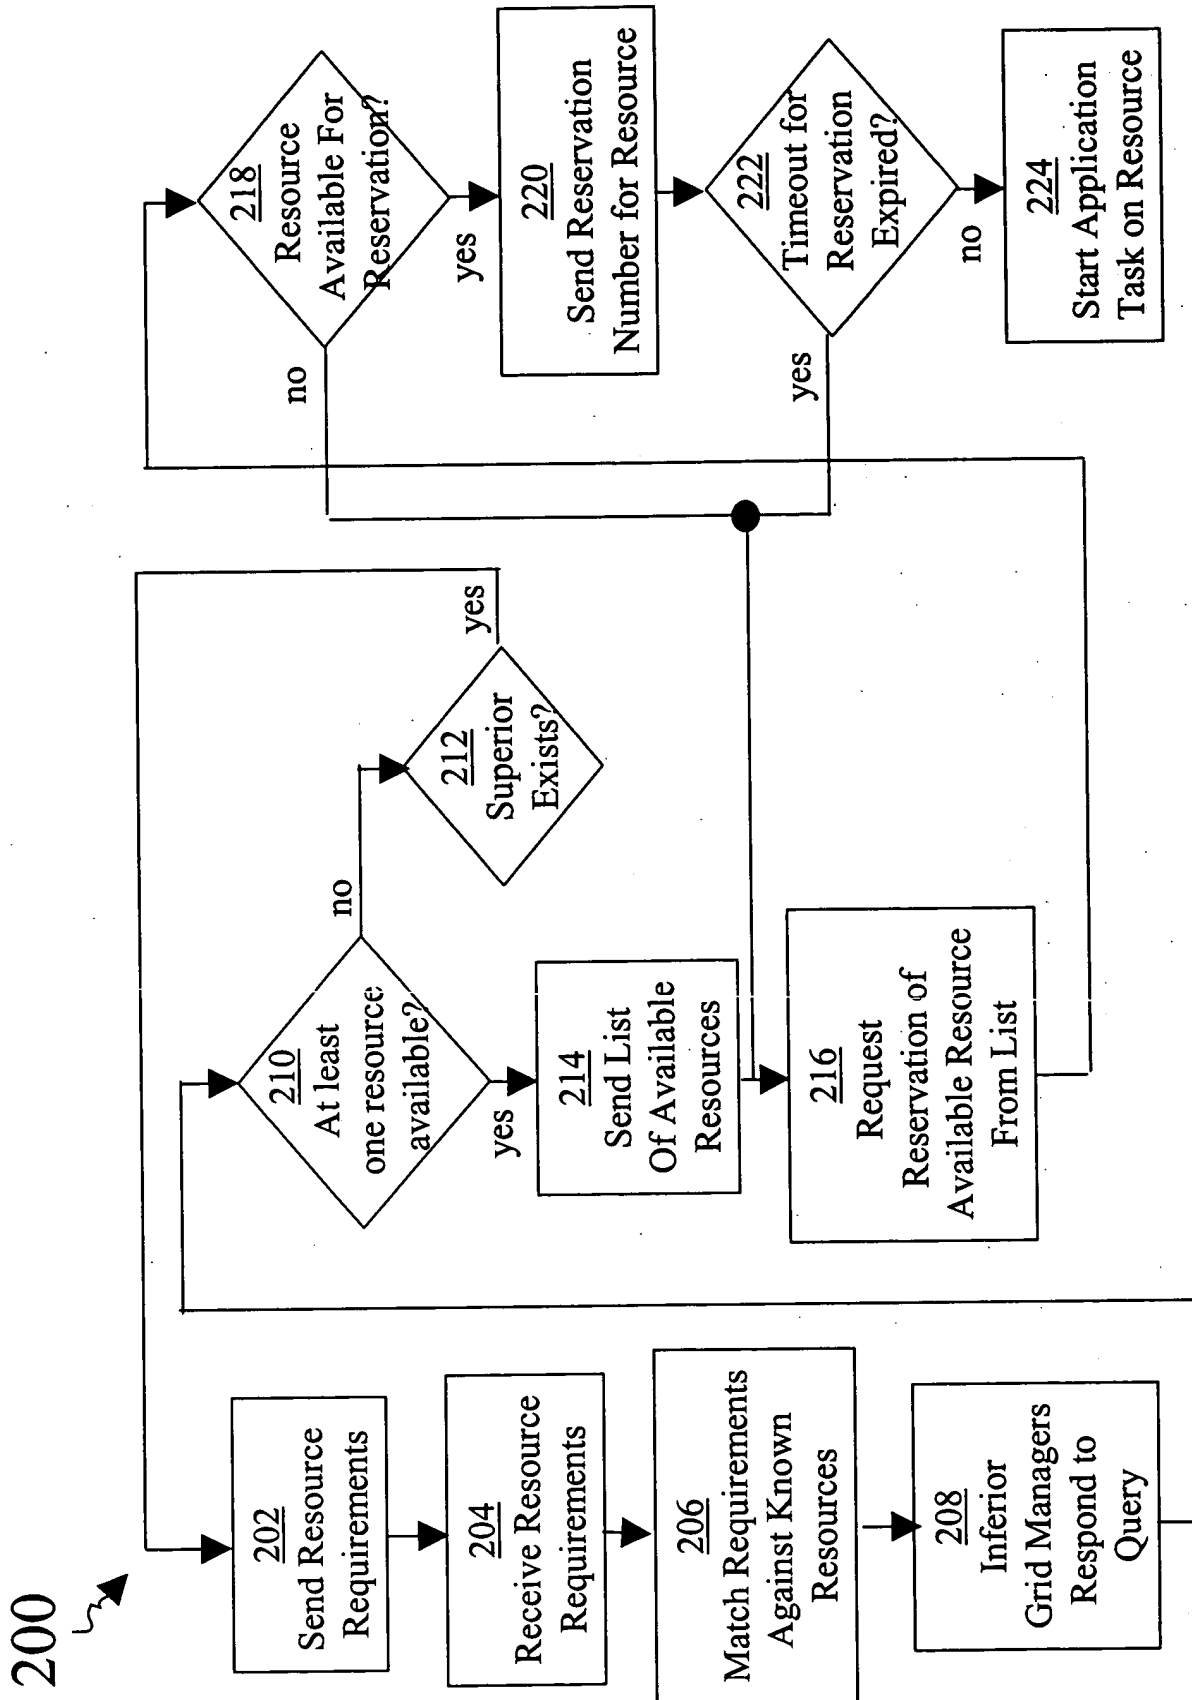 200
202
Send Resource
Requirements
204
Receive Resource
Requirements
206
Match Requirements
Against Known
Resources
208
Inferior
Grid Managers
Respond to
Query
210
At least
one resource
available?
no
yes
212
Superior
Exists?
yes
214
Send List
Of Available
Resources
216
Request
Reservation of
Available Resource
From List
218
Resource
Available For
Reservation?
no
yes
220
Send Reservation
Number for Resource
222
Timeout for
Reservation
Expired?
yes
no
224
Start Application
Task on Resource